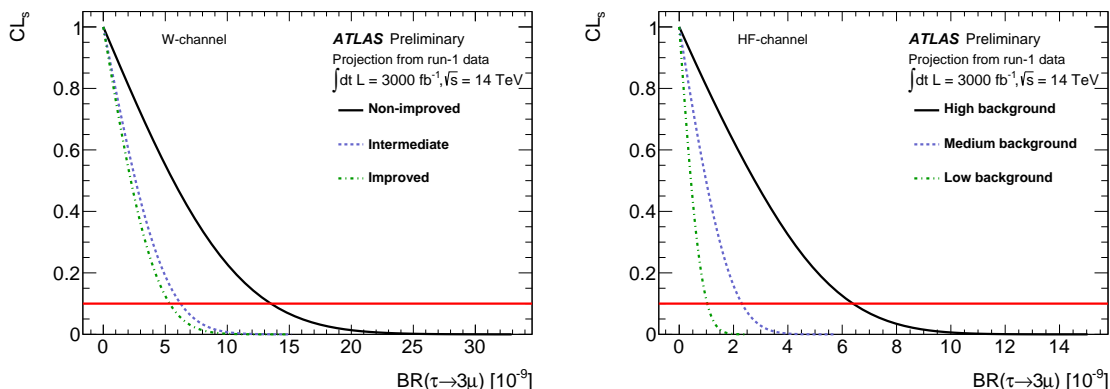 CLₛ
W-channel
ATLAS Preliminary
Projection from run-1 data
∫dt L = 3000 fb⁻¹,√s = 14 TeV
Non-improved
Intermediate
Improved
1
0.8
0.6
0.4
0.2
0
0 5 10 15 20 25 30
BR(τ→3μ) [10⁻⁹]
CLₛ
HF-channel
ATLAS Preliminary
Projection from run-1 data
∫dt L = 3000 fb⁻¹,√s = 14 TeV
High background
Medium background
Low background
1
0.8
0.6
0.4
0.2
0
0 2 4 6 8 10 12 14
BR(τ→3μ) [10⁻⁹]